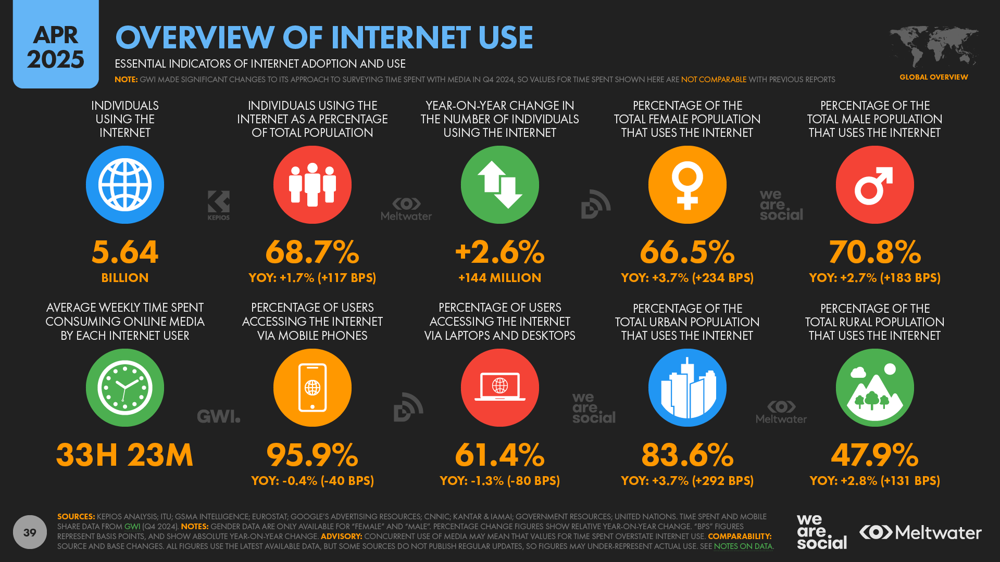 APR
2025
OVERVIEW OF INTERNET USE
ESSENTIAL INDICATORS OF INTERNET ADOPTION AND USE
NOTE: GWI MADE SIGNIFICANT CHANGES TO ITS APPROACH TO SURVEYING TIME SPENT WITH MEDIA IN Q4 2024, SO VALUES FOR TIME SPENT SHOWN HERE ARE NOT COMPARABLE WITH PREVIOUS REPORTS
GLOBAL OVERVIEW
INDIVIDUALS
USING THE
INTERNET
5.64
BILLION
INDIVIDUALS USING THE
INTERNET AS A PERCENTAGE
OF TOTAL POPULATION
68.7%
YOY: +1.7% (+117 BPS)
YEAR-ON-YEAR CHANGE IN
THE NUMBER OF INDIVIDUALS
USING THE INTERNET
+2.6%
+144 MILLION
PERCENTAGE OF THE
TOTAL FEMALE POPULATION
THAT USES THE INTERNET
66.5%
YOY: +3.7% (+234 BPS)
PERCENTAGE OF THE
TOTAL MALE POPULATION
THAT USES THE INTERNET
70.8%
YOY: +2.7% (+183 BPS)
KEPIOS
Meltwater
we
are
social
AVERAGE WEEKLY TIME SPENT
CONSUMING ONLINE MEDIA
BY EACH INTERNET USER
33H 23M
PERCENTAGE OF USERS
ACCESSING THE INTERNET
VIA MOBILE PHONES
95.9%
YOY: -0.4% (-40 BPS)
PERCENTAGE OF USERS
ACCESSING THE INTERNET
VIA LAPTOPS AND DESKTOPS
61.4%
YOY: -1.3% (-80 BPS)
PERCENTAGE OF THE
TOTAL URBAN POPULATION
THAT USES THE INTERNET
83.6%
YOY: +3.7% (+292 BPS)
PERCENTAGE OF THE
TOTAL RURAL POPULATION
THAT USES THE INTERNET
47.9%
YOY: +2.8% (+131 BPS)
GWI.
we
are
social
Meltwater
39
SOURCES: KEPIOS ANALYSIS; ITU; GSMA INTELLIGENCE; EUROSTAT; GOOGLE'S ADVERTISING RESOURCES; CNNIC; KANTAR & IAMAI; GOVERNMENT RESOURCES; UNITED NATIONS. TIME SPENT AND MOBILE
SHARE DATA FROM GWI (Q4 2024). NOTES: GENDER DATA ARE ONLY AVAILABLE FOR “FEMALE” AND “MALE”. PERCENTAGE CHANGE FIGURES SHOW RELATIVE YEAR-ON-YEAR CHANGE. “BPS” FIGURES
REPRESENT BASIS POINTS, AND SHOW ABSOLUTE YEAR-ON-YEAR CHANGE. ADVISORY: CONCURRENT USE OF MEDIA MAY MEAN THAT VALUES FOR TIME SPENT OVERSTATE INTERNET USE. COMPARABILITY:
SOURCE AND BASE CHANGES. ALL FIGURES USE THE LATEST AVAILABLE DATA, BUT SOME SOURCES DO NOT PUBLISH REGULAR UPDATES, SO FIGURES MAY UNDER-REPRESENT ACTUAL USE. SEE NOTES ON DATA.
we
are
social
Meltwater